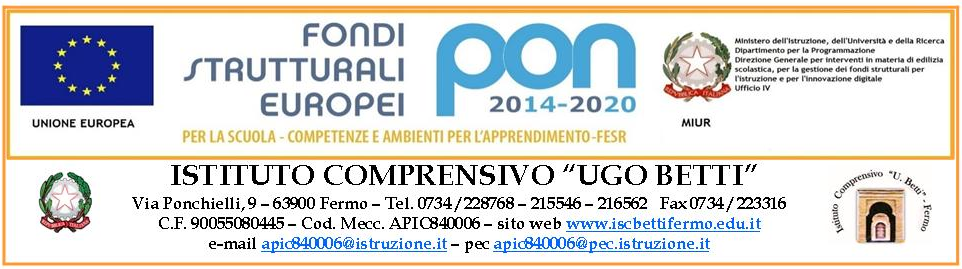 FONDI
STRUTTURALI
EUROPEI
pon
2014-2020
UNIONE EUROPEA
PER LA SCUOLA - COMPETENZE E AMBIENTI PER L'APPRENDIMENTO-FESR
Ministero dell'Istruzione, dell'Università e della Ricerca
Dipartimento per la Programmazione
Direzione Generale per interventi in materia di edilizia
scolastica, per la gestione dei fondi strutturali per
l'istruzione e per l'innovazione digitale
Ufficio IV
MIUR
ISTITUTO COMPRENSIVO “UGO BETTI”
Via Ponchielli, 9 – 63900 Fermo – Tel. 0734 / 228768 – 215546 – 216562 Fax 0734 / 223316
C.F. 90055080445 – Cod. Mecc. APIC840006 – sito web www.iscbettifermo.edu.it
e-mail apic840006@istruzione.it – pec apic840006@pec.istruzione.it
Istituto Comprensivo "U. Betti" - Fermo